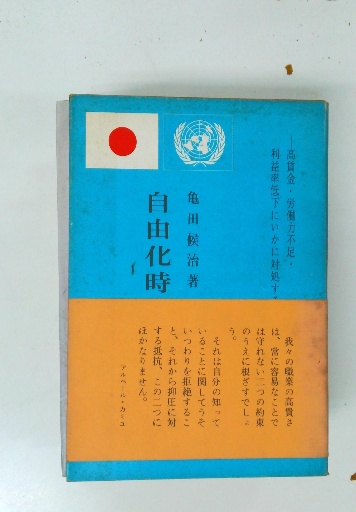 高賃金・労働力不足・
利益率低下にいかに対処す
亀田候治著
自由化時
我々の職業の高貴さ
は、常に容易なことで
は守れない二つの約束
のうえに根ざすでしょ
う。
それは自分の知って
いることに関してうそ
いつわりを拒絶するこ
と、それから抑圧に対
する抵抗、この二つに
ほかなりません。
アルベール・カミユ